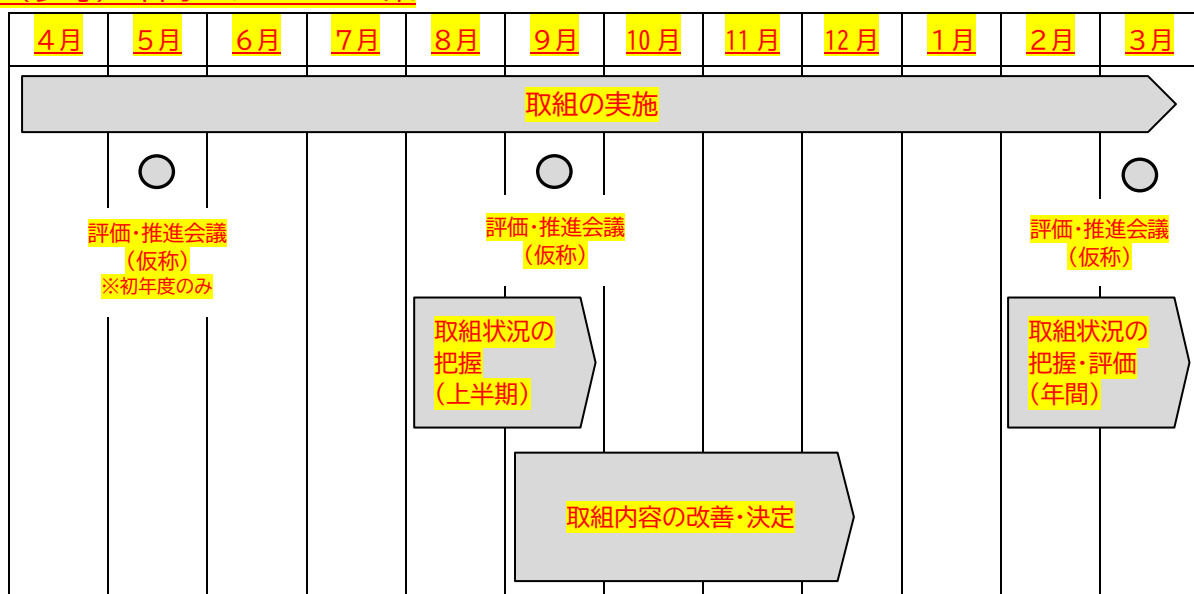 4月 5月 6月 7月 8月 9月 10月 11月 12月 1月 2月 3月
取組の実施
評価・推進会議
（仮称）
※初年度のみ
評価・推進会議
（仮称）
評価・推進会議
（仮称）
取組状況の
把握
（上半期）
取組状況の
把握・評価
（年間）
取組内容の改善・決定